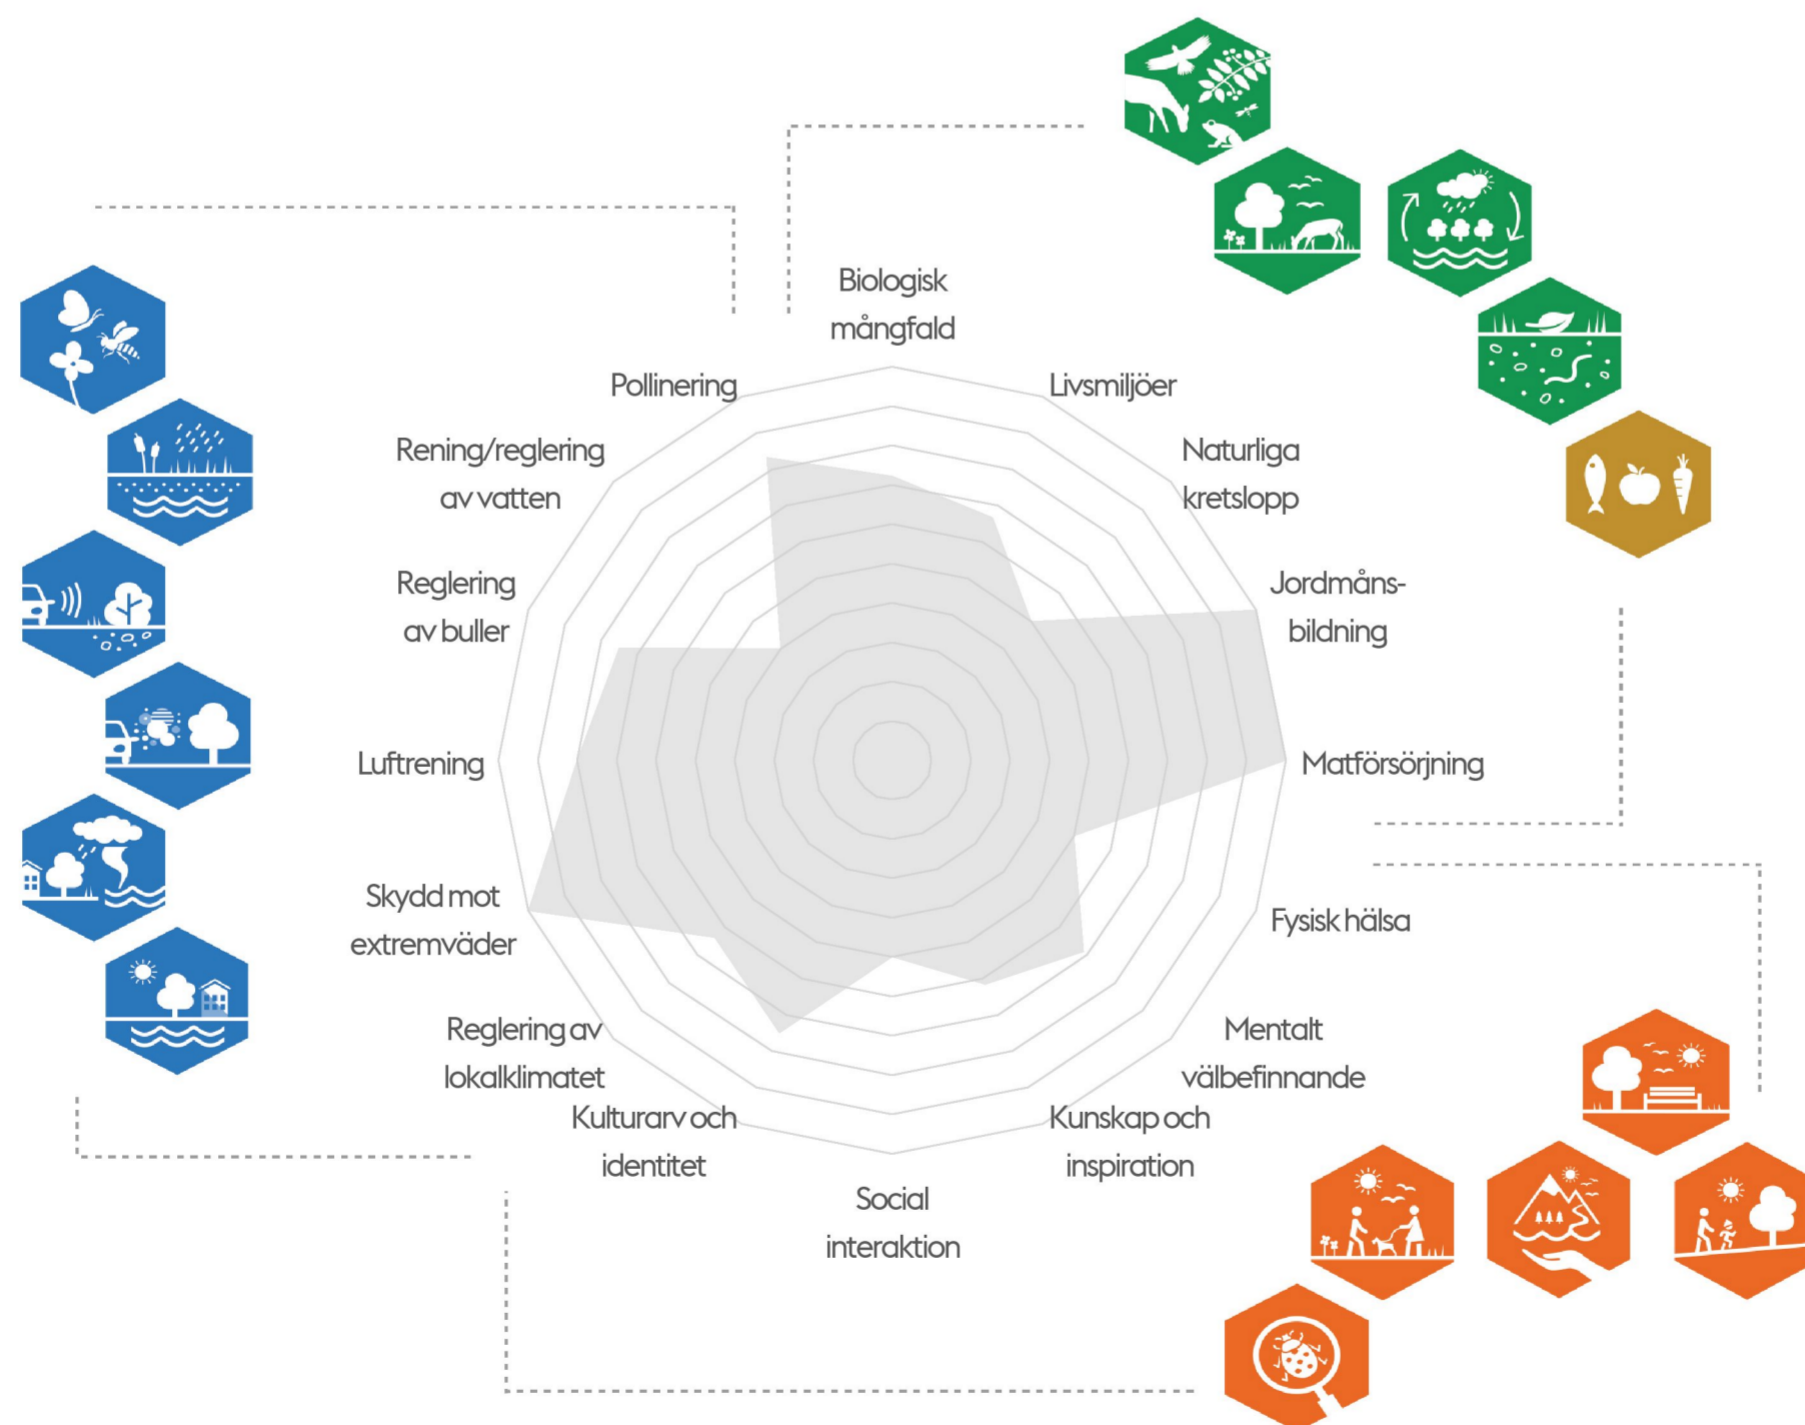 Biologisk
mångfald
Livsmiljöer
Naturliga
kretslopp
Jordmåns-
bildning
Matförsörjning
Fysisk hälsa
Mentalt
välbefinnande
Kunskap och
inspiration
Social
interaktion
Kulturarv och
identitet
Reglering av
lokalklimatet
Skydd mot
extremväder
Luftrening
Reglering
av buller
Rening/reglering
av vatten
Pollinering